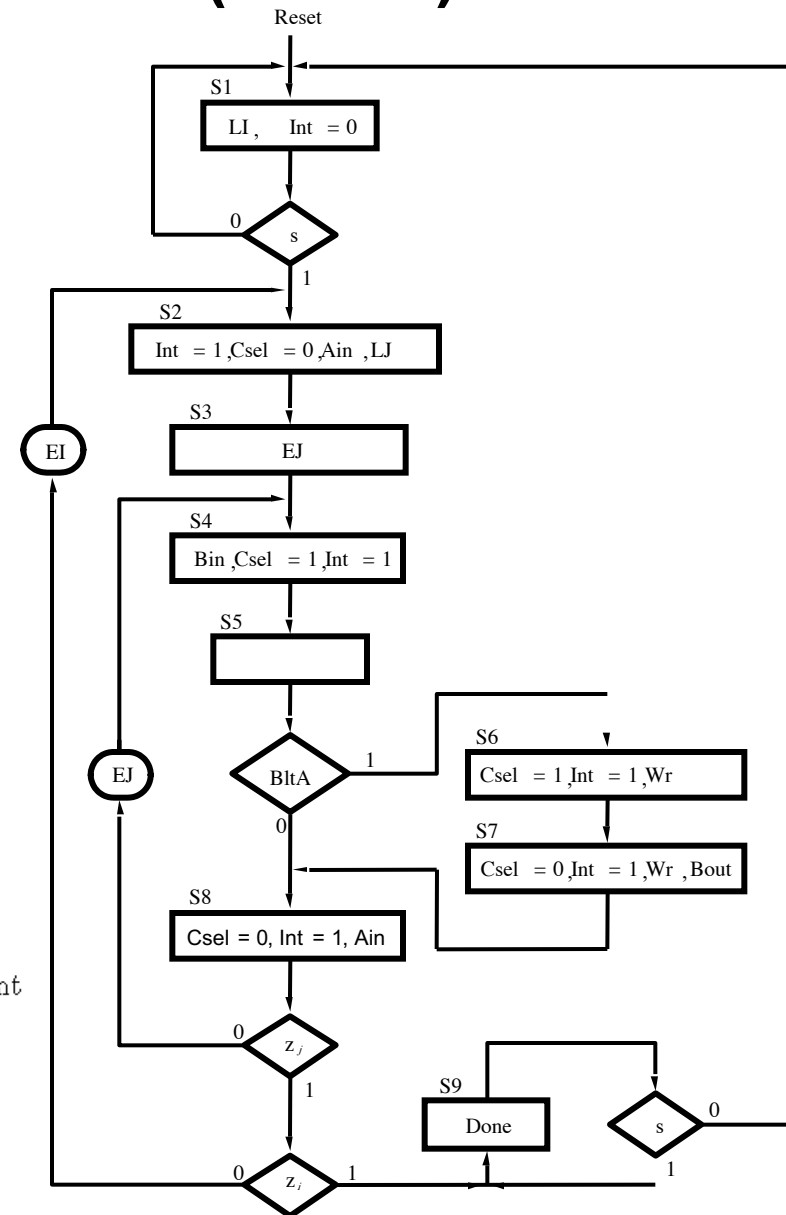 Reset
S1
LI, Int = 0
0
s
1
S2
Int = 1,Csel = 0,Ain ,LJ
S3
EI
EJ
S4
Bin ,Csel = 1,Int = 1
S5
1
S6
EJ
BltA
Csel = 1,Int = 1,Wr
0
S7
Csel = 0,Int = 1,Wr ,Bout
S8
Csel = 0, Int = 1, Ain
nt
0
z j
1
S9
Done
s
0
1
0
z i
1